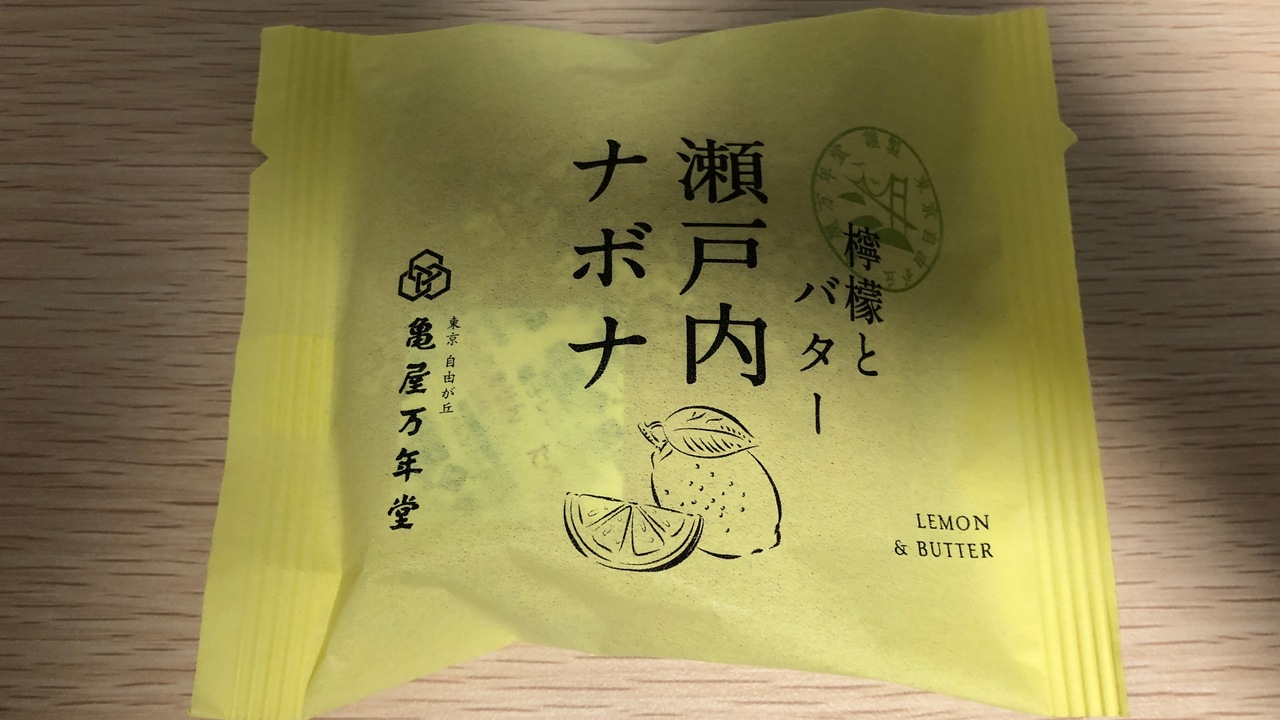 檸檬と
バター
瀬戸内
ナボナ
東京 自由が丘
亀屋万年堂
LEMON
& BUTTER